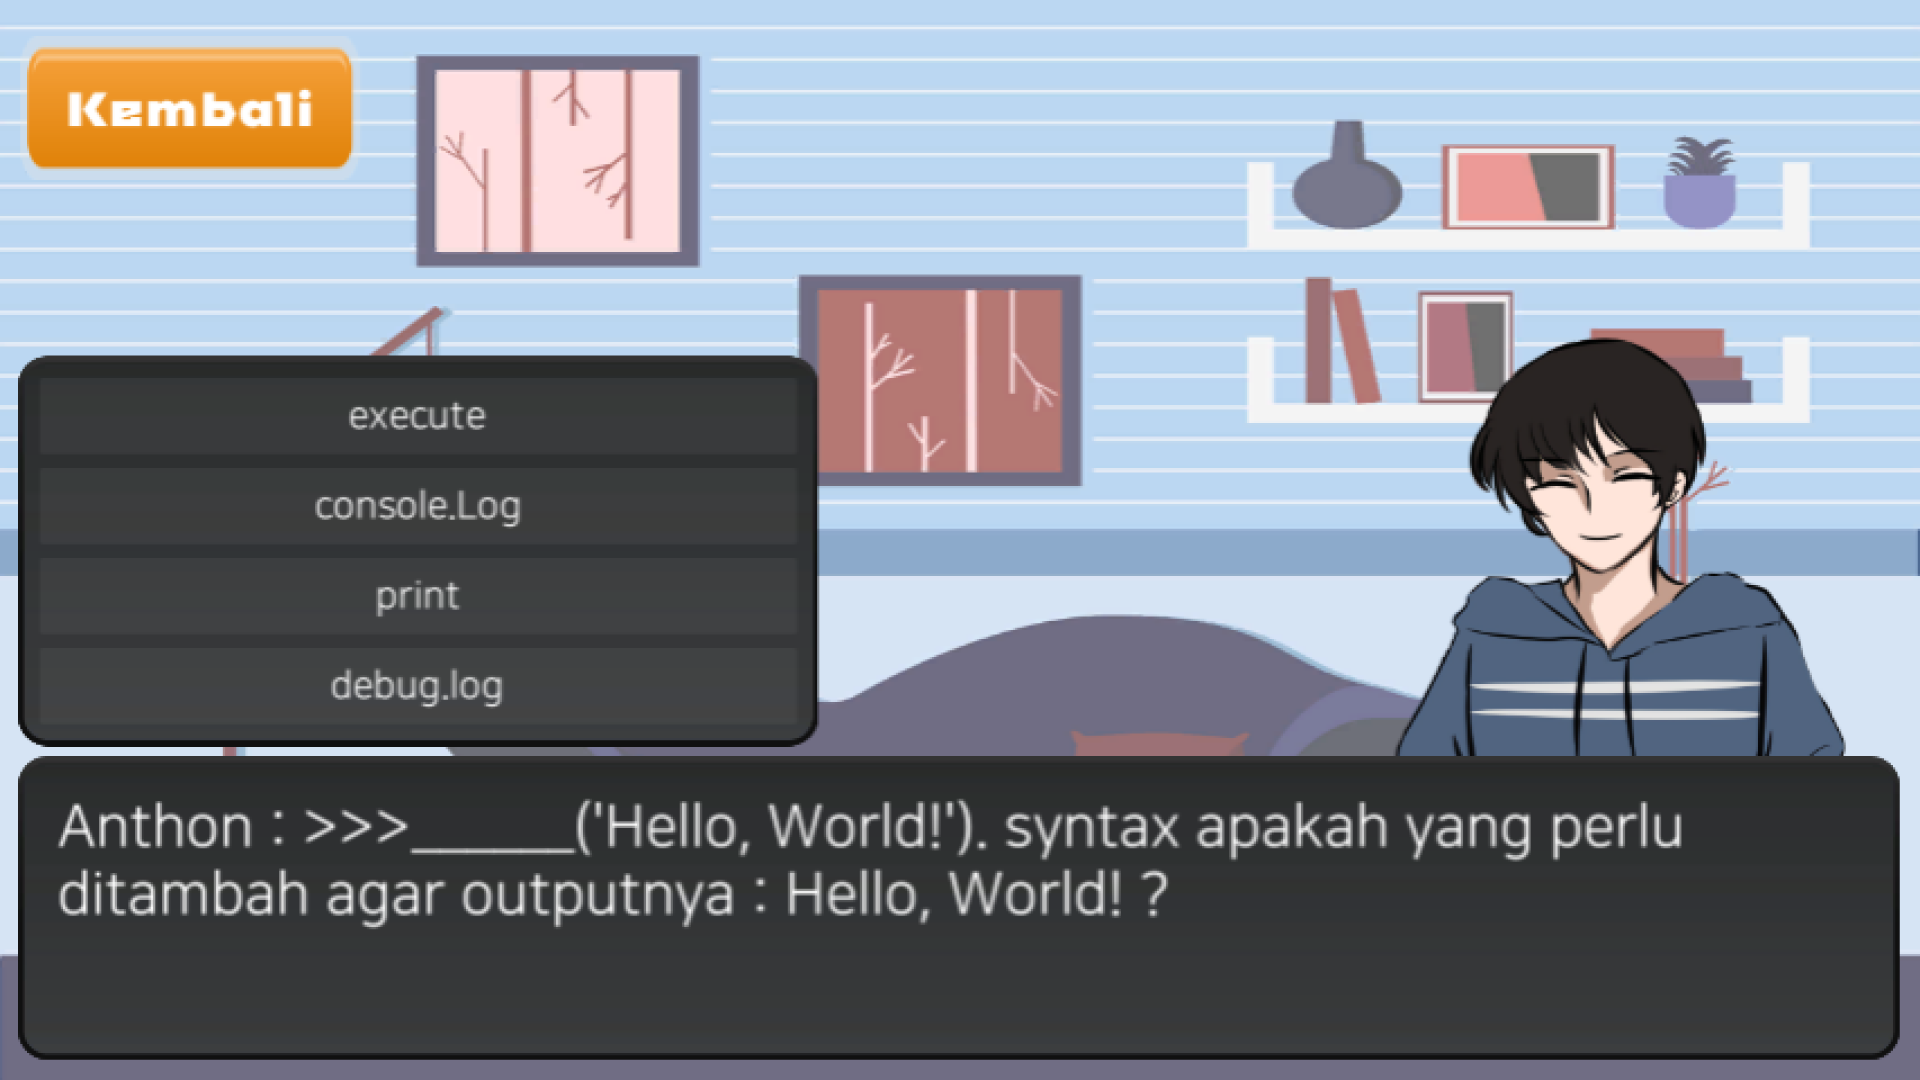 Kembali
execute
console.Log
print
debug.log
Anthon : >>>______('Hello, World!'). syntax apakah yang perlu
ditambah agar outputnya : Hello, World! ?